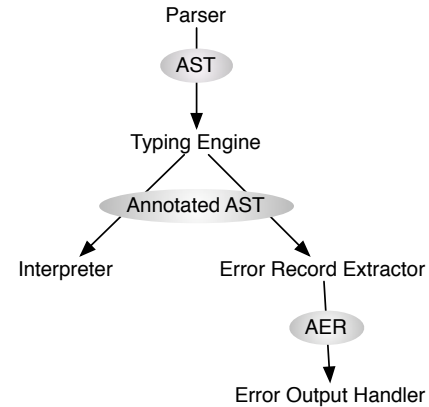 Parser
AST
Typing Engine
Annotated AST
Interpreter
Error Record Extractor
AER
Error Output Handler